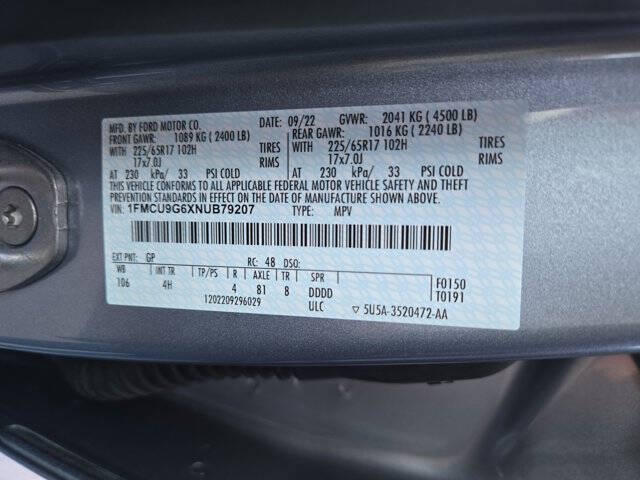 MFD. BY FORD MOTOR CO. DATE: 09/22 GVWR: 2041 KG ( 4500 LB)
FRONT GAWR: 1089 KG ( 2400 LB) REAR GAWR: 1016 KG ( 2240 LB)
WITH 225/65R17 102H TIRES WITH 225/65R17 102H TIRES
17x7.0J RIMS 17x7.0J RIMS
AT 230 kPa/ 33 PSI COLD AT 230 kPa/ 33 PSI COLD
THIS VEHICLE CONFORMS TO ALL APPLICABLE FEDERAL MOTOR VEHICLE SAFETY AND THEFT
PREVENTION STANDARDS IN EFFECT ON THE DATE OF MANUFACTURE SHOWN ABOVE.
VIN: 1FMCU9G6XNUB79207 TYPE: MPV
EXT PNT: GP RC: 48 DSO:
WB INT TR TP/PS R AXLE TR SPR F0150
106 4H 4 81 8 DDDD T0191
1202209296029 ULC ▽ 5U5A-3520472-AA